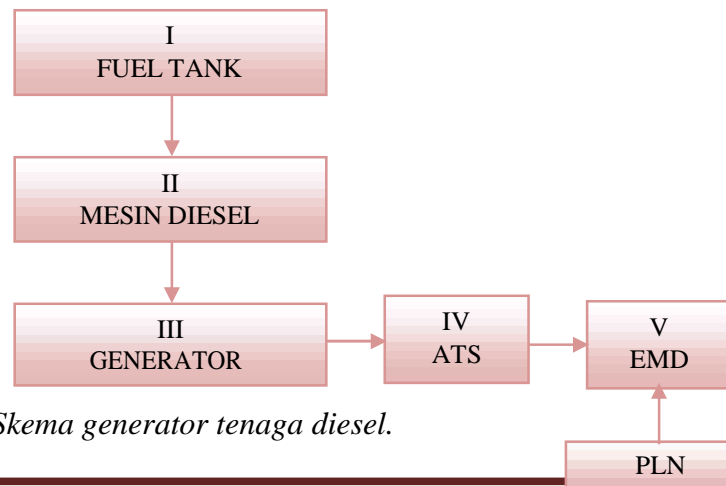 I
FUEL TANK
II
MESIN DIESEL
III
GENERATOR
IV
ATS
V
EMD
Skema generator tenaga diesel.
PLN